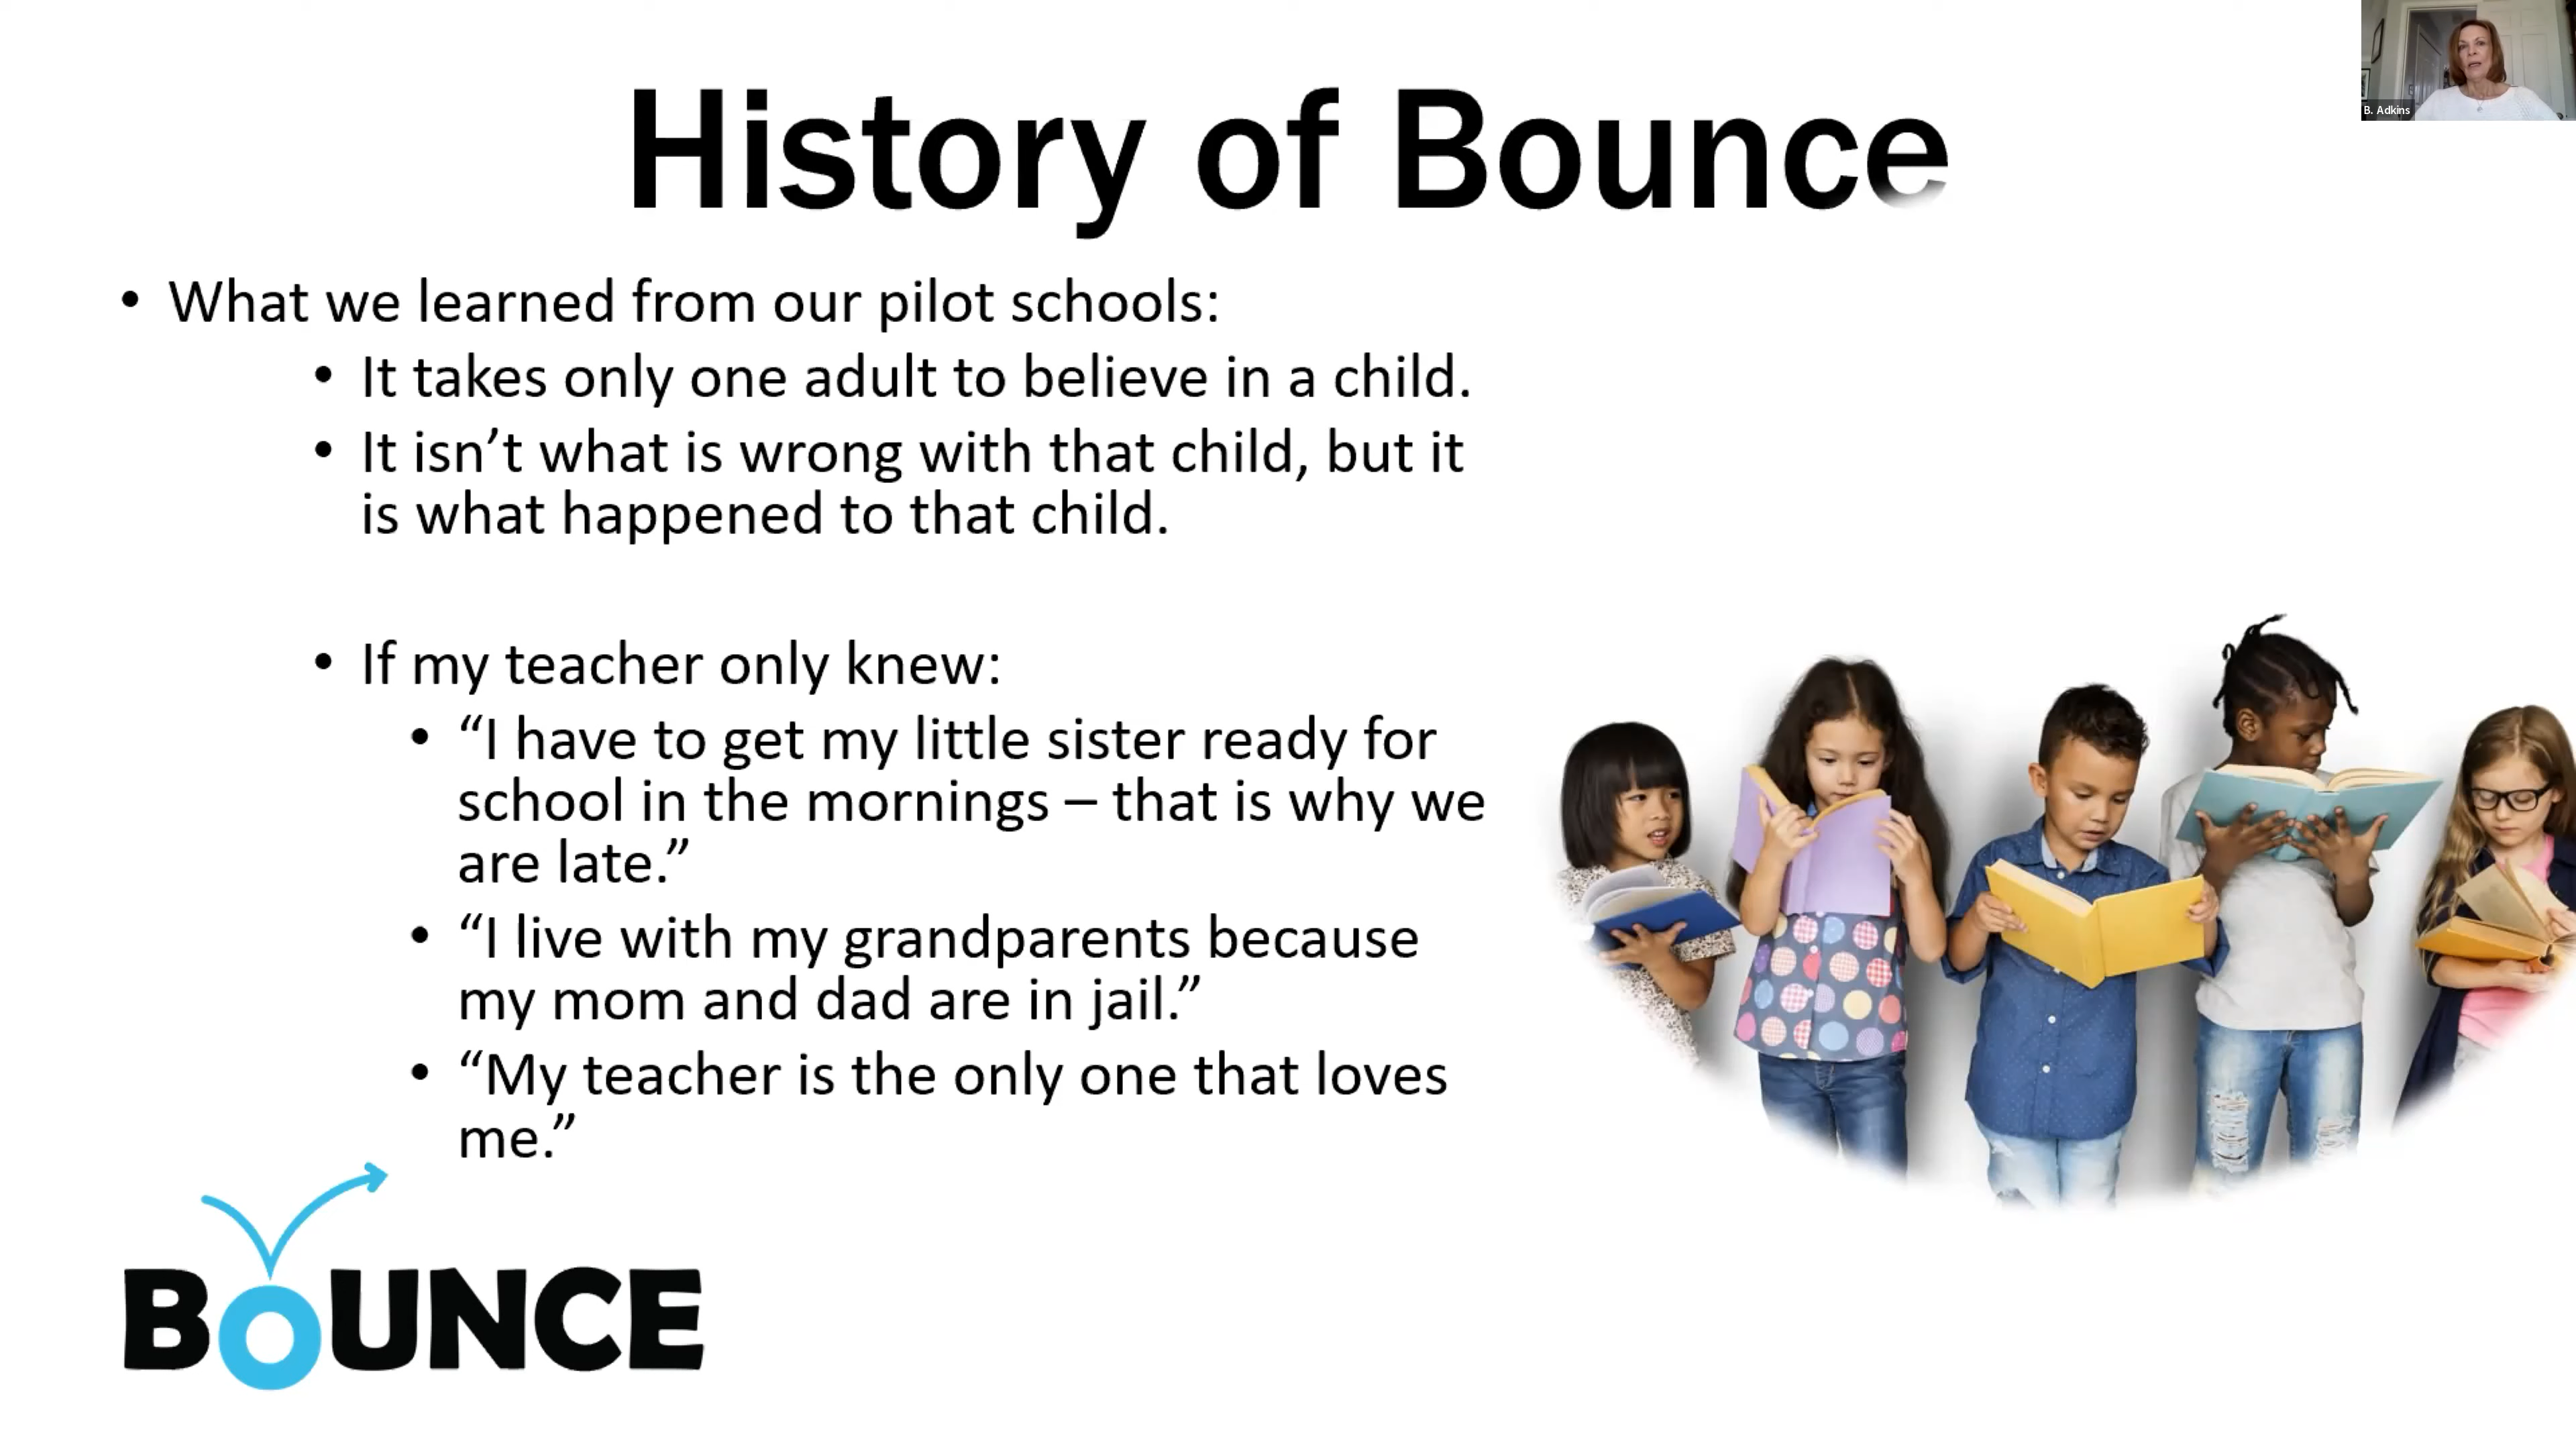 History of Bounce
B. Adkins
• What we learned from our pilot schools:
• It takes only one adult to believe in a child.
• It isn’t what is wrong with that child, but it
is what happened to that child.
• If my teacher only knew:
• “I have to get my little sister ready for
school in the mornings – that is why we
are late.”
• “I live with my grandparents because
my mom and dad are in jail.”
• “My teacher is the only one that loves
me.”
BOUNCE